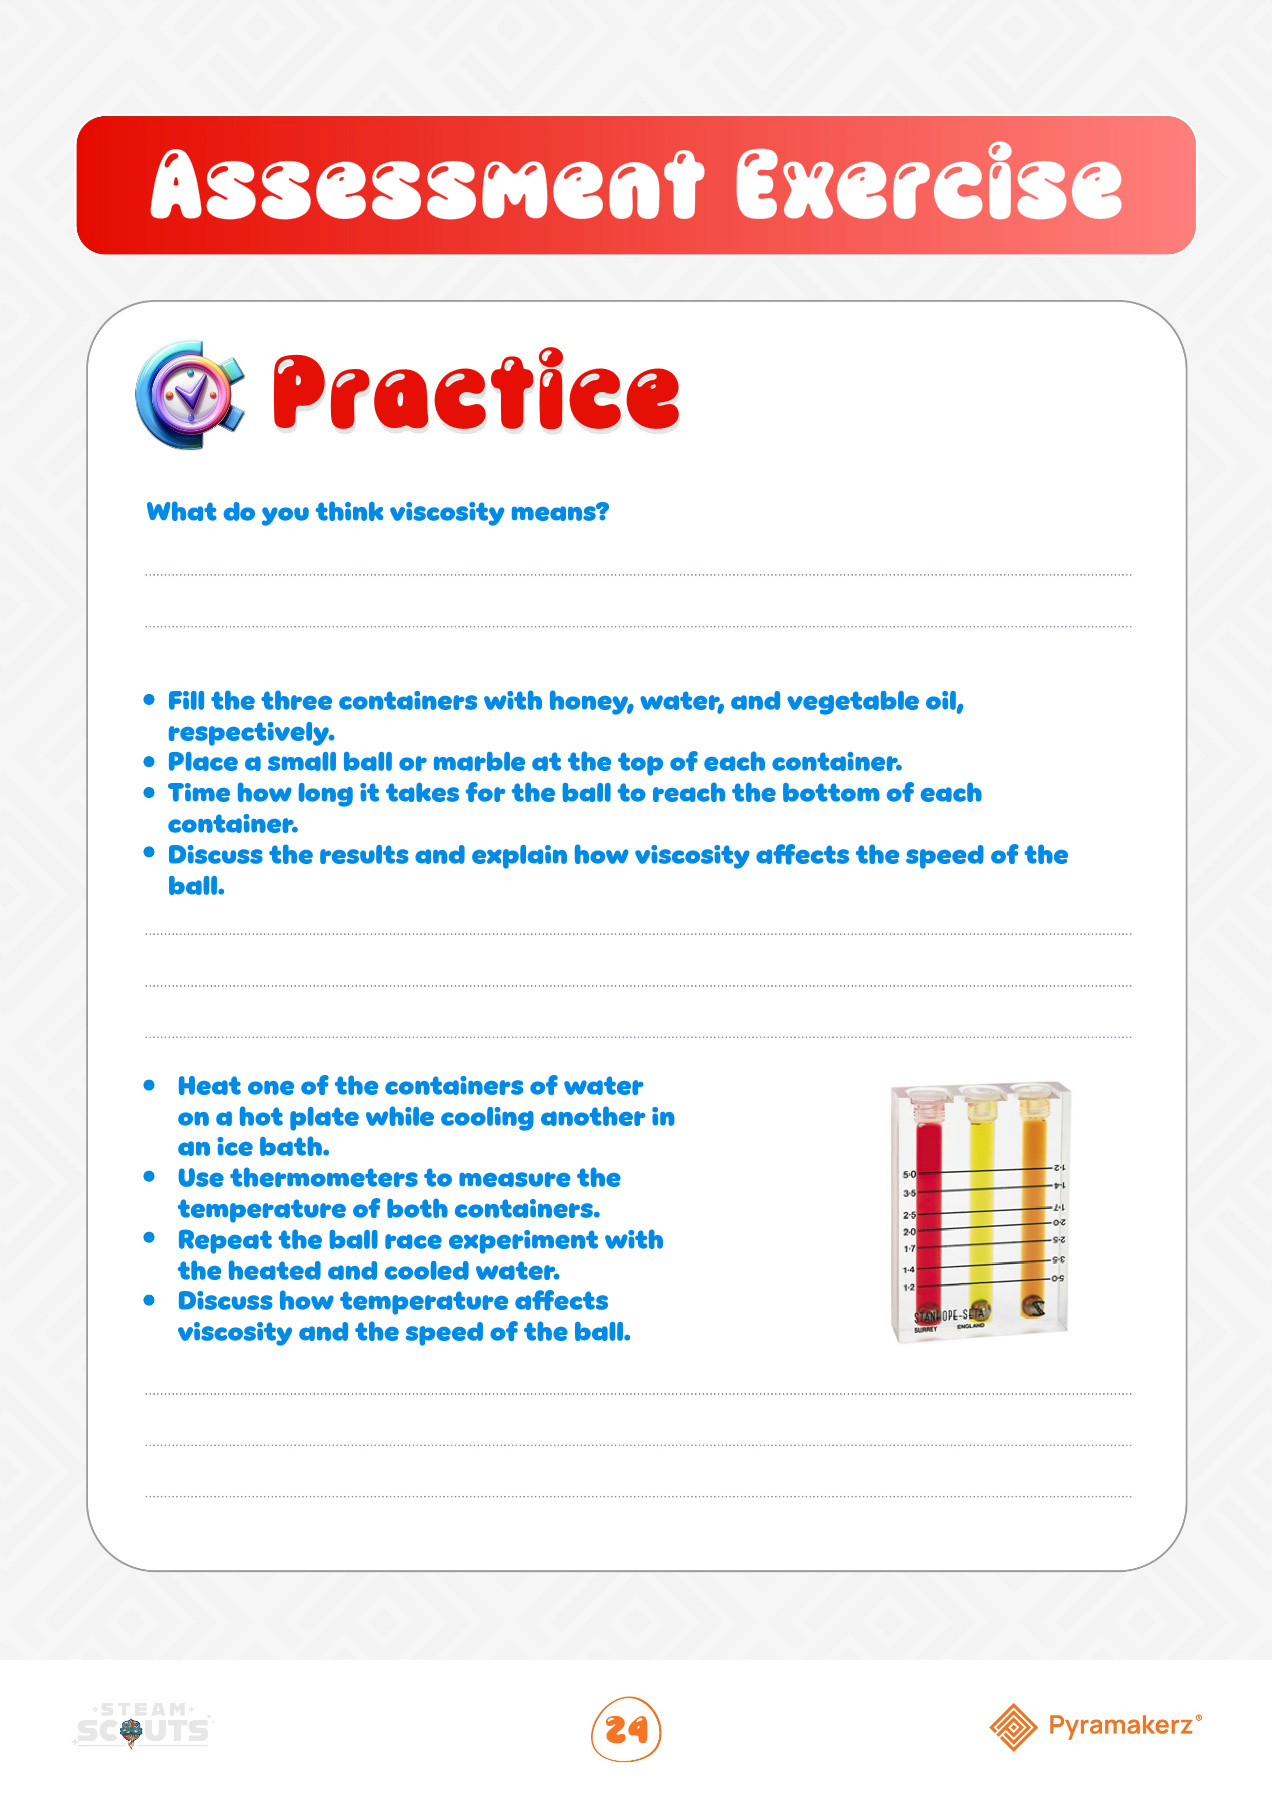 Assessment Exercise
Practice
What do you think viscosity means?
• Fill the three containers with honey, water, and vegetable oil,
respectively.
• Place a small ball or marble at the top of each container.
• Time how long it takes for the ball to reach the bottom of each
container.
• Discuss the results and explain how viscosity affects the speed of the
ball.
• Heat one of the containers of water
on a hot plate while cooling another in
an ice bath.
• Use thermometers to measure the
temperature of both containers.
• Repeat the ball race experiment with
the heated and cooled water.
• Discuss how temperature affects
viscosity and the speed of the ball.
5·0
3·5
2·5
2·0
1·7
1·4
1·2
1·2
1·4
1·7
2·0
2·5
3·5
5·0
STANHOPE-SETA
SURREY ENGLAND
STEAM
SCOUTS
24
Pyramakerz®